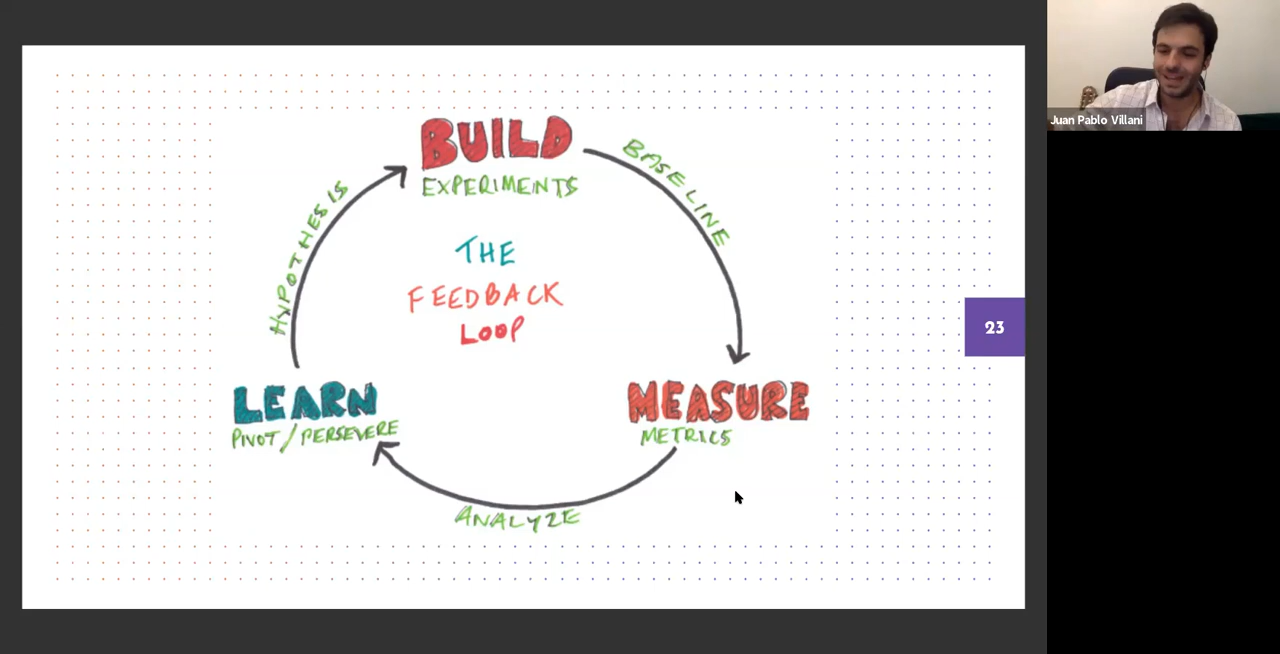 BUILD
EXPERIMENTS
BASELINE
HYPOTHESIS
THE
FEEDBACK
LOOP
LEARN
PIVOT/PERSEVERE
MEASURE
METRICS
ANALYZE
23
Juan Pablo Villani